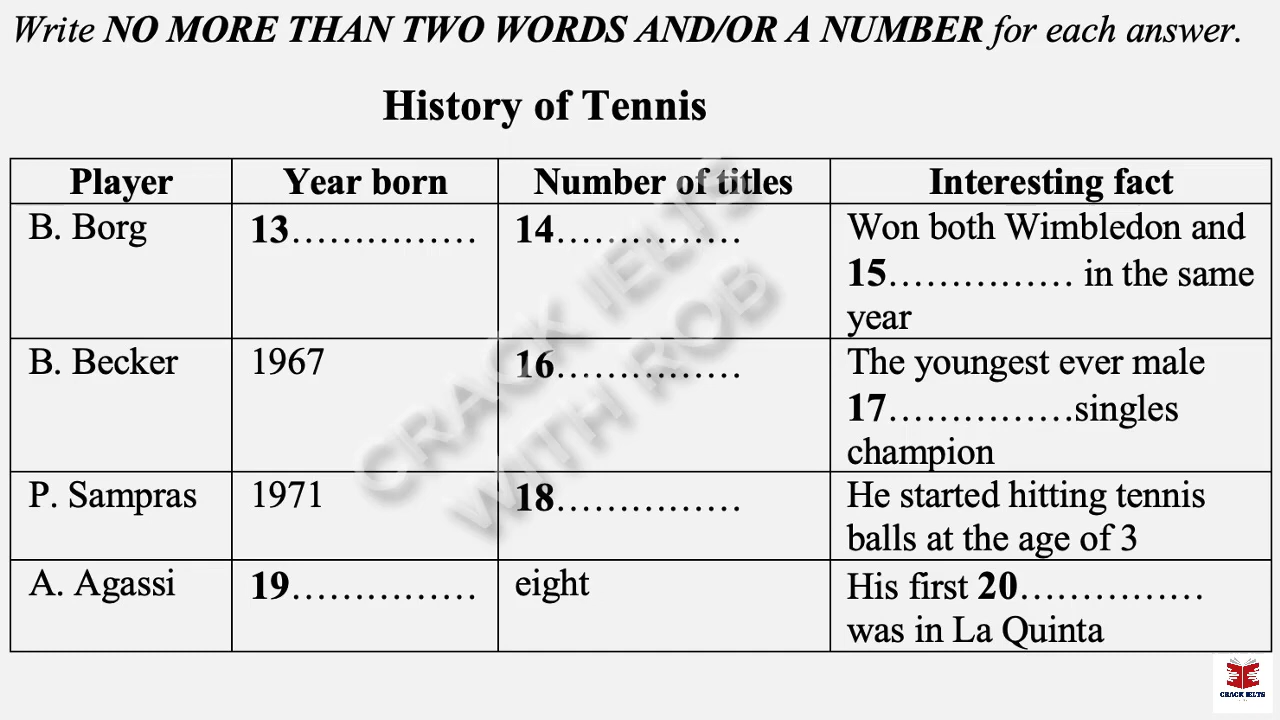 Write NO MORE THAN TWO WORDS AND/OR A NUMBER for each answer.
History of Tennis
Player Year born Number of titles Interesting fact
B. Borg 13…………… 14…………… Won both Wimbledon and
15…………… in the same
year
B. Becker 1967 16…………… The youngest ever male
17……………singles
champion
P. Sampras 1971 18…………… He started hitting tennis
balls at the age of 3
A. Agassi 19…………… eight His first 20……………
was in La Quinta
CRACK IELTS
WITH ROB
CRACK IELTS